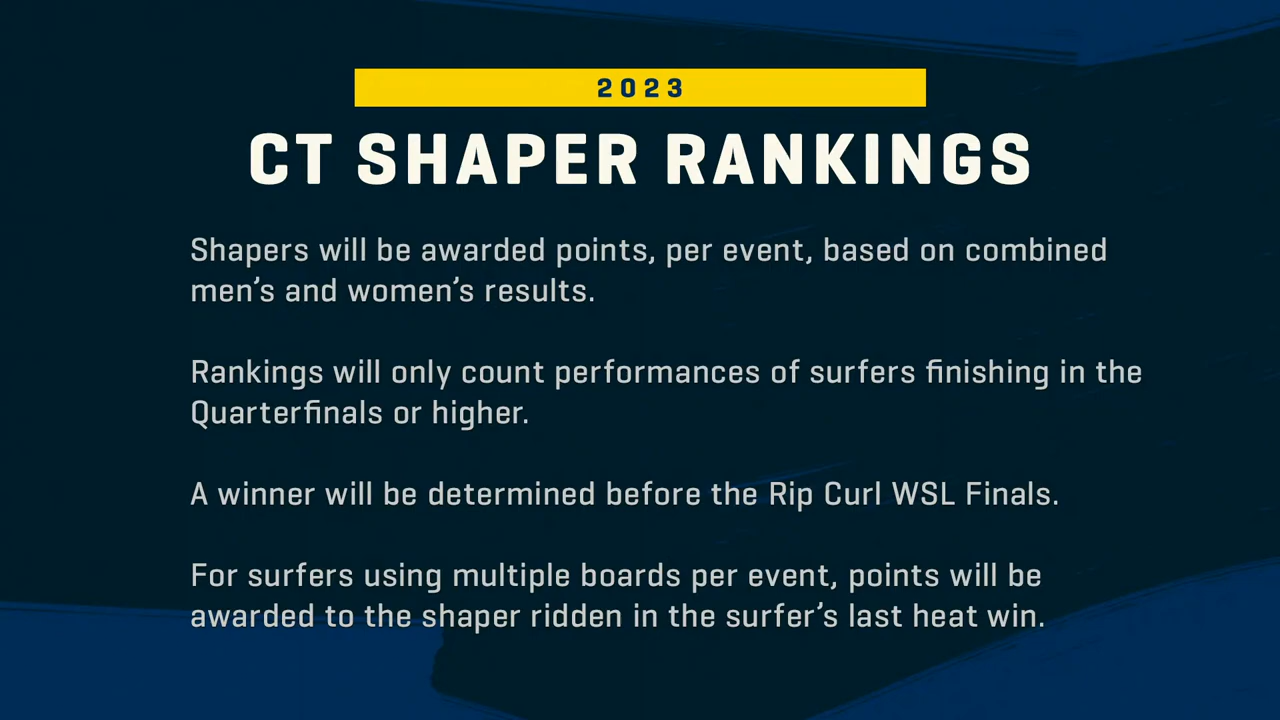 2023
CT SHAPER RANKINGS
Shapers will be awarded points, per event, based on combined
men’s and women’s results.
Rankings will only count performances of surfers finishing in the
Quarterfinals or higher.
A winner will be determined before the Rip Curl WSL Finals.
For surfers using multiple boards per event, points will be
awarded to the shaper ridden in the surfer’s last heat win.